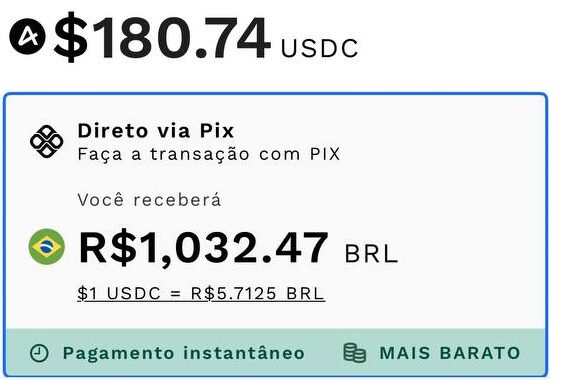 $180.74 USDC
Direto via Pix
Faça a transação com PIX
Você receberá
R$1,032.47 BRL
$1 USDC = R$5.7125 BRL
Pagamento instantâneo MAIS BARATO